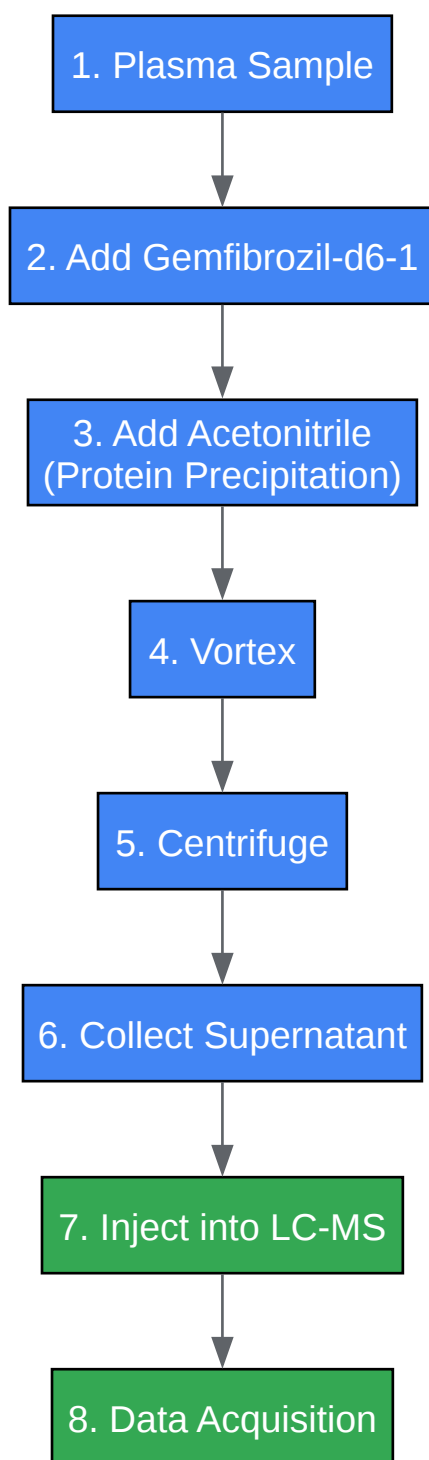 1. Plasma Sample
2. Add Gemfibrozil-d6-1
3. Add Acetonitrile
(Protein Precipitation)
4. Vortex
5. Centrifuge
6. Collect Supernatant
7. Inject into LC-MS
8. Data Acquisition